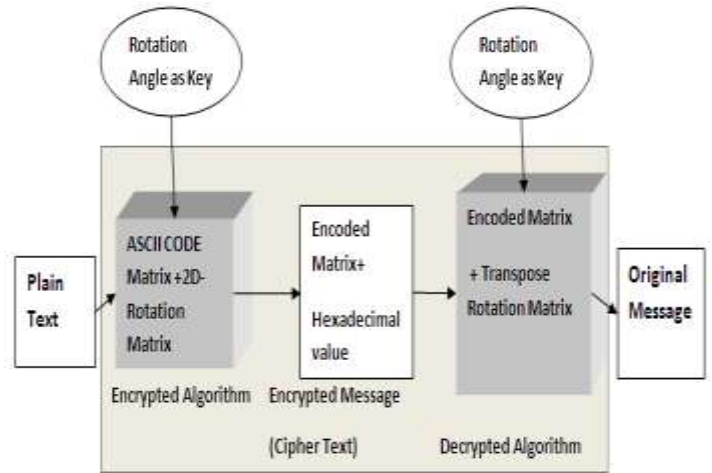 Rotation
Angle as Key
Rotation
Angle as Key
Plain
Text
ASCII CODE
Matrix +2D-
Rotation
Matrix
Encoded
Matrix+
Hexadecimal
value
Encoded Matrix
+ Transpose
Rotation Matrix
Original
Message
Encrypted Algorithm
Encrypted Message
(Cipher Text)
Decrypted Algorithm